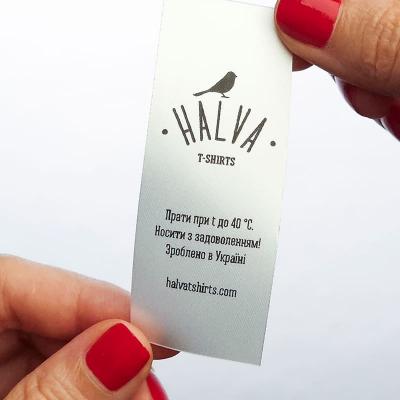 · HALVA ·
T-SHIRTS
Прати при t до 40 °C.
Носити з задоволенням!
Зроблено в Україні
halvatshirts.com